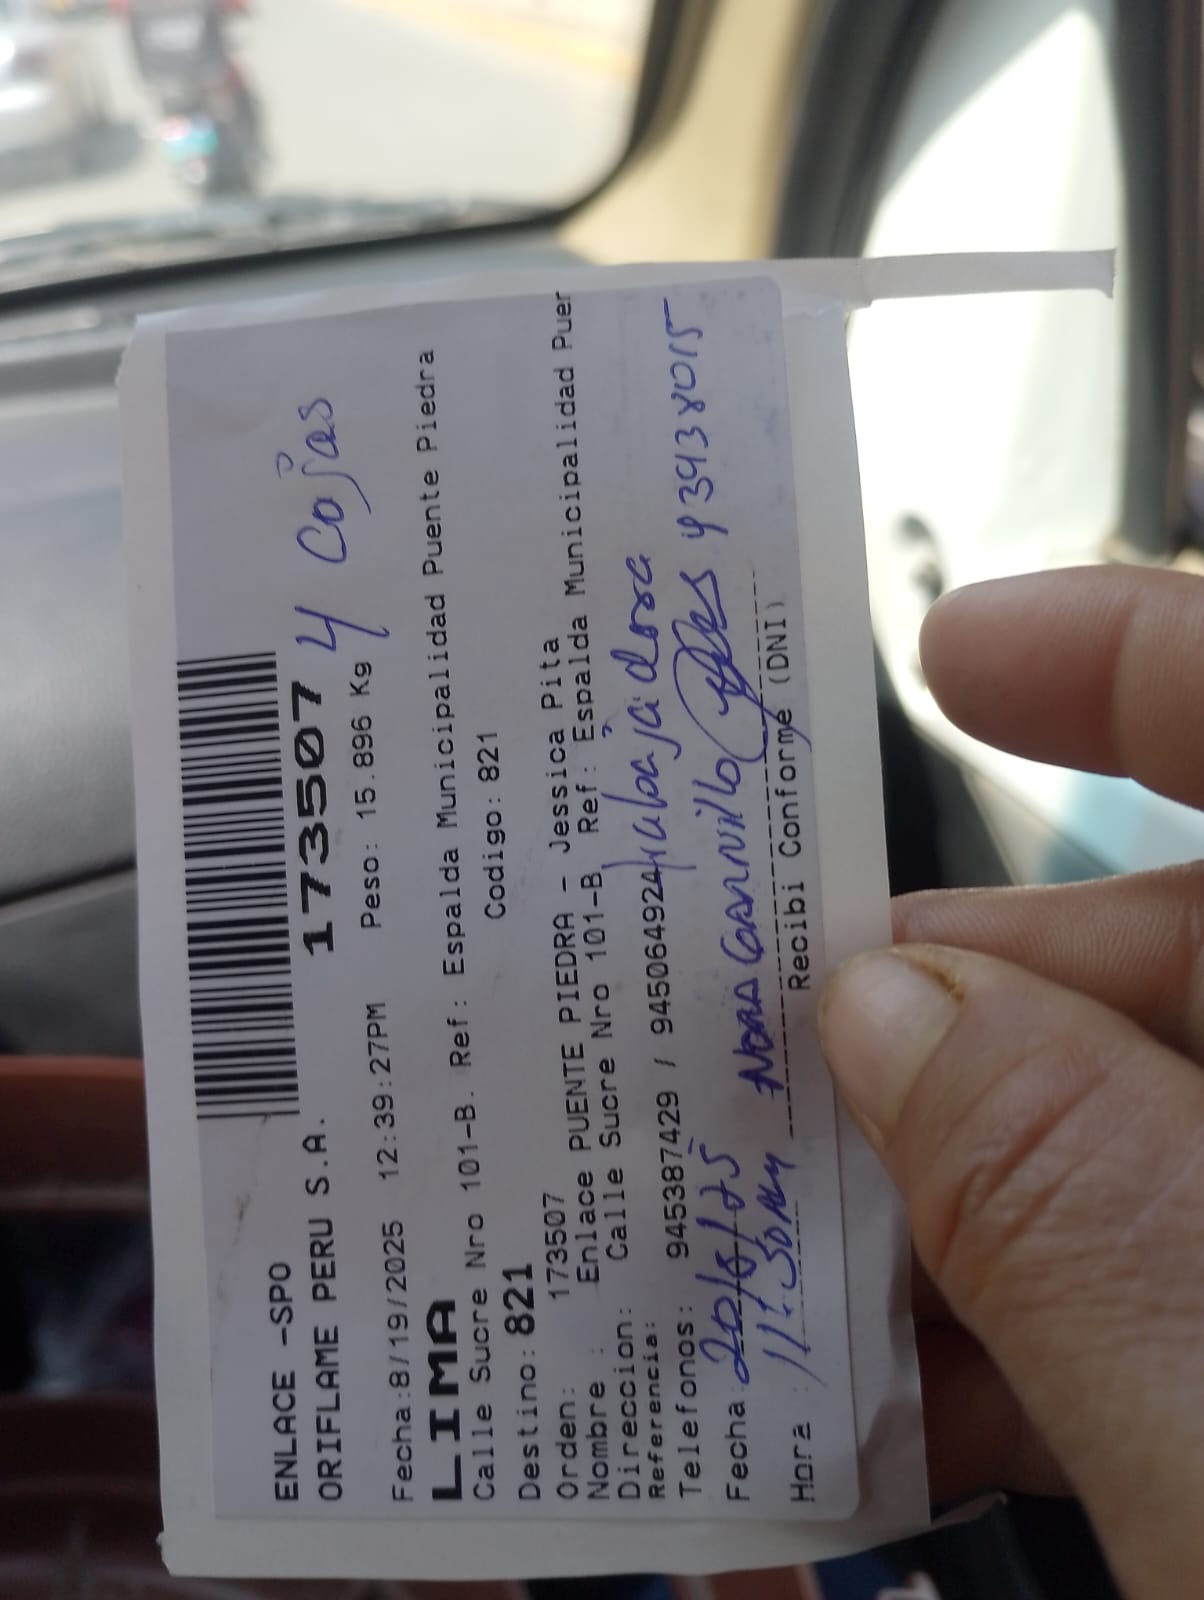 ENLACE -SPO
ORIFLAME PERU S.A. 173507 4 cajas
Fecha:8/19/2025 12:39:27PM Peso: 15.896 Kg
LIMA
Calle Sucre Nro 101-B. Ref: Espalda Municipalidad Puente Piedra
Destino: 821 Codigo: 821
Orden: 173507
Nombre : Enlace PUENTE PIEDRA - Jessica Pita
Direccion: Calle Sucre Nro 101-B Ref: Espalda Municipalidad Puer
Referencia:
Telefonos: 945387429 / 945064924
Fecha: 20/8/25
Hora : 11:50 AM NORA
Recibi Conforme (DNI)